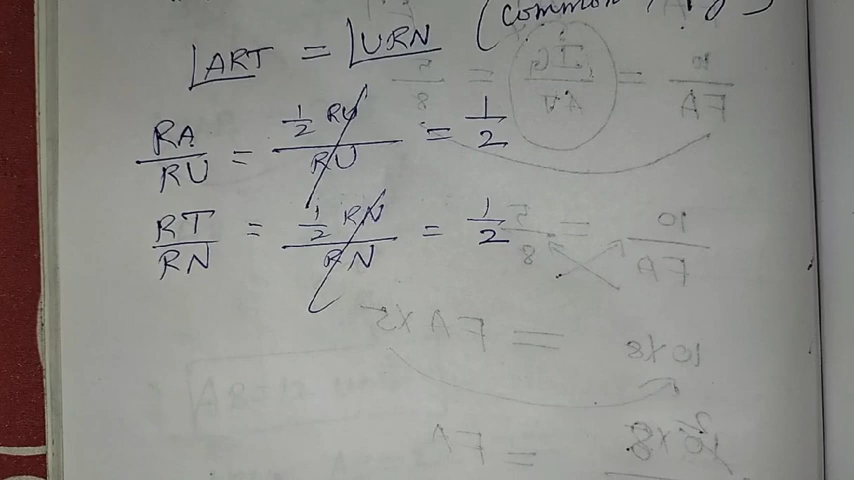 ∠ART = ∠URN (common
RA/RU = 1/2 RU / RU = 1/2
RT/RN = 1/2 RN / RN = 1/2